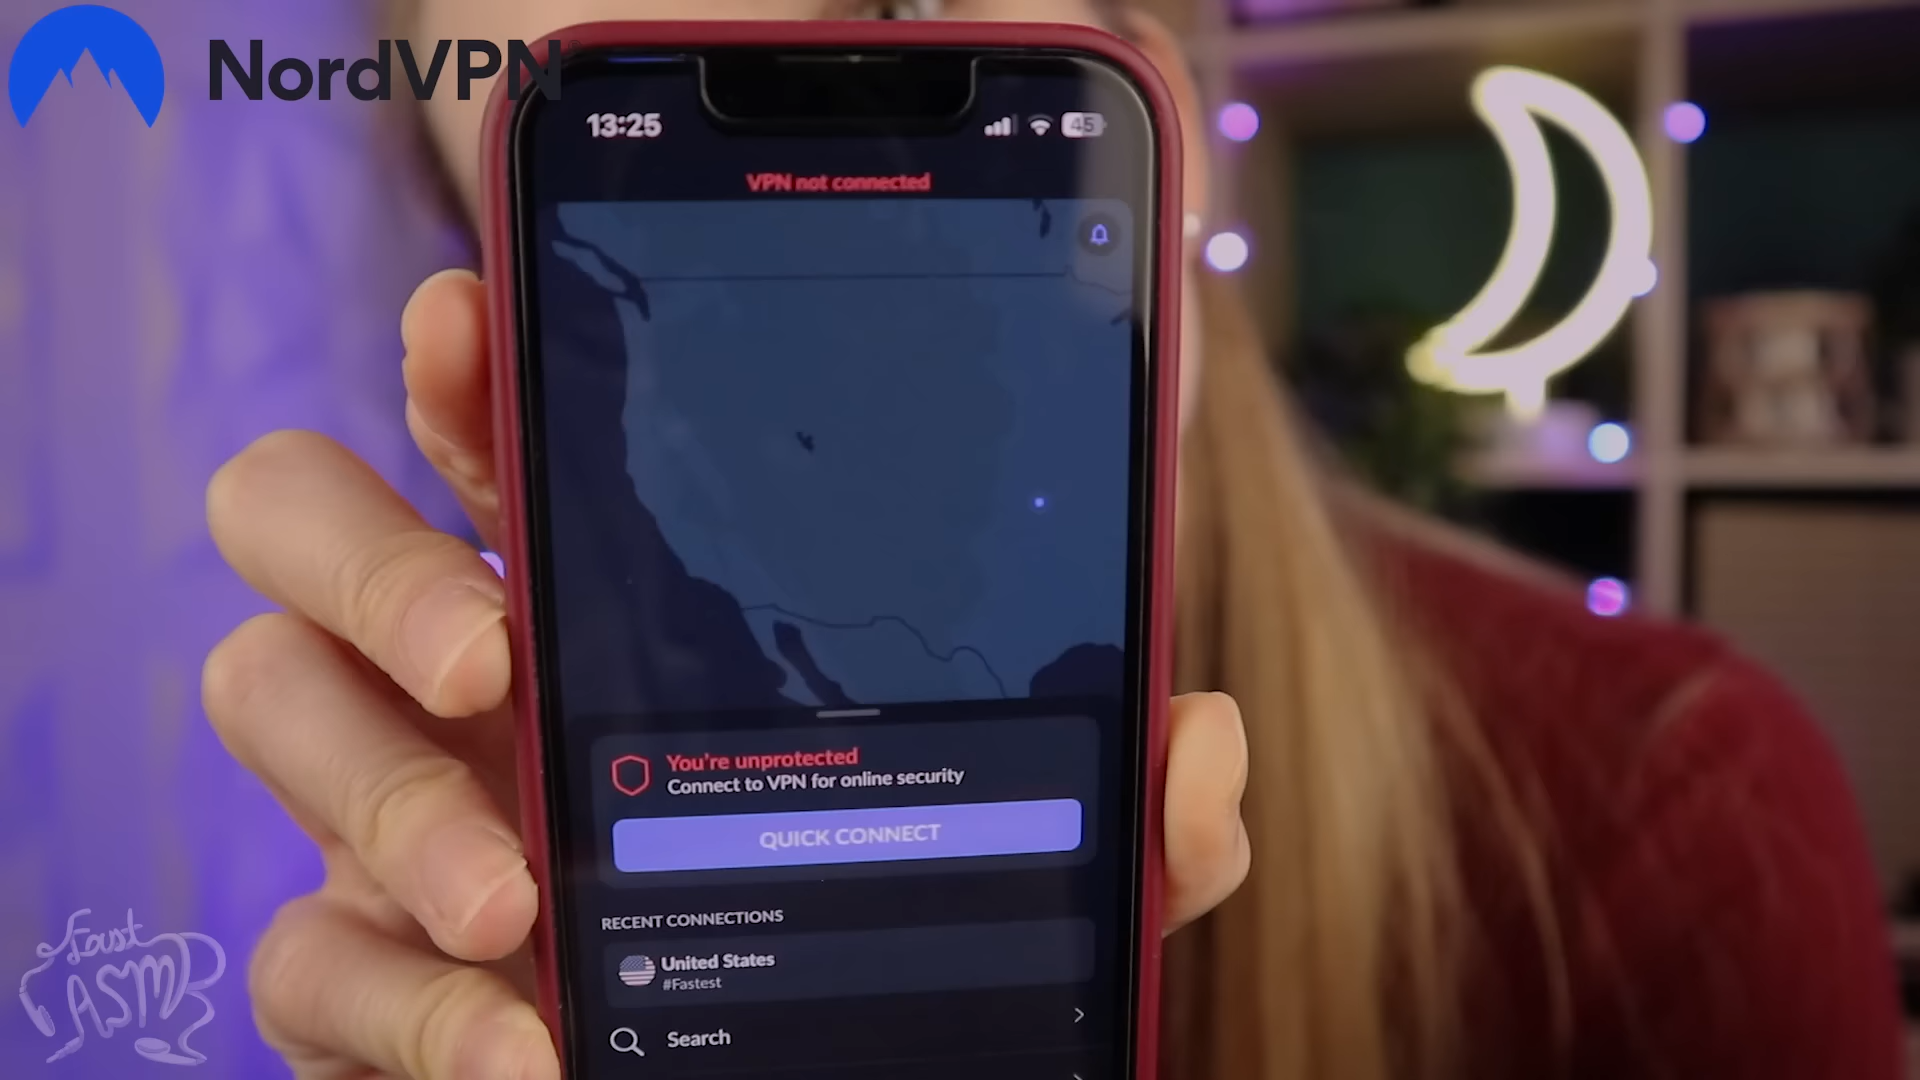 NordVPN®
13:25
45
VPN not connected
You're unprotected
Connect to VPN for online security
QUICK CONNECT
RECENT CONNECTIONS
United States
#Fastest
Search
Fast
ASMR